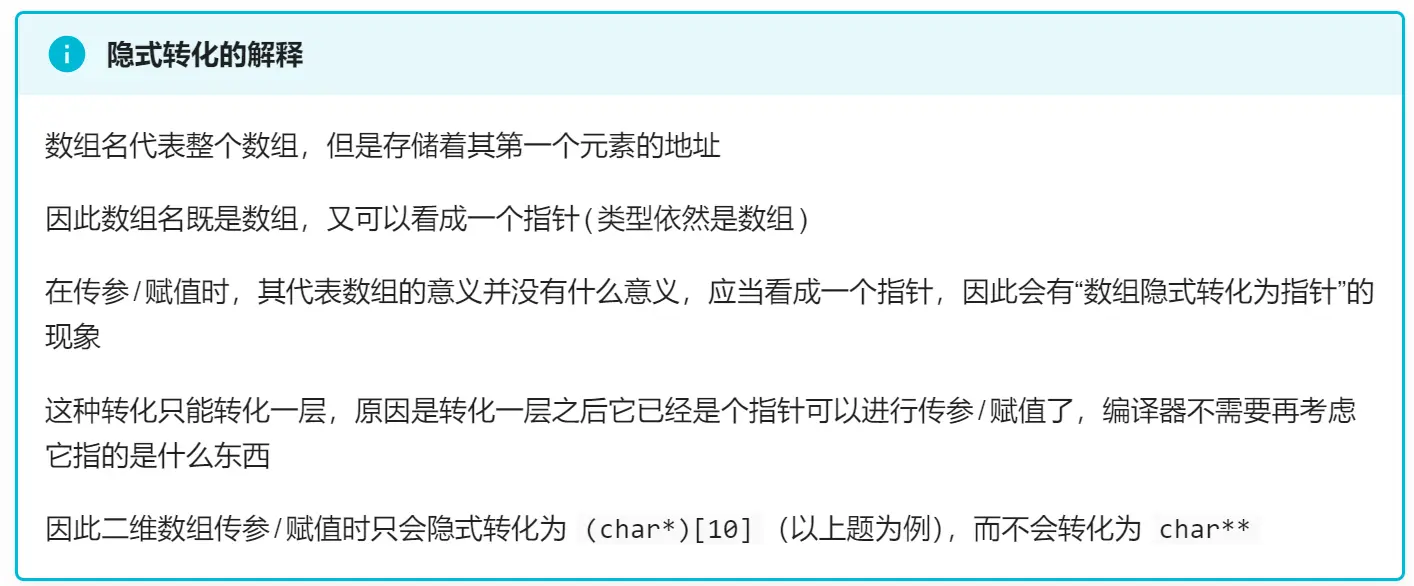 隐式转化的解释
数组名代表整个数组，但是存储着其第一个元素的地址
因此数组名既是数组，又可以看成一个指针(类型依然是数组)
在传参/赋值时，其代表数组的意义并没有什么意义，应当看成一个指针，因此会有“数组隐式转化为指针”的
现象
这种转化只能转化一层，原因是转化一层之后它已经是个指针可以进行传参/赋值了，编译器不需要再考虑
它指的是什么东西
因此二维数组传参/赋值时只会隐式转化为 (char*)[10]（以上题为例)，而不会转化为 char**